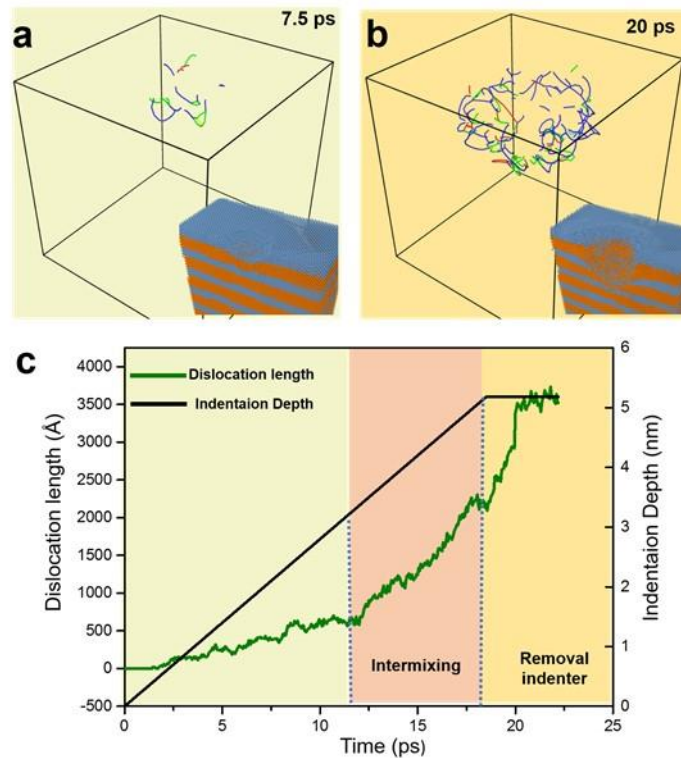 a
7.5 ps
b
20 ps
c
Dislocation length
Indentaion Depth
Dislocation length (Å)
4000
3500
3000
2500
2000
1500
1000
500
0
-500
Intermixing
Removal
indenter
6
5
4
3
2
1
0
Indentaion Depth (nm)
0
5
10
15
20
25
Time (ps)